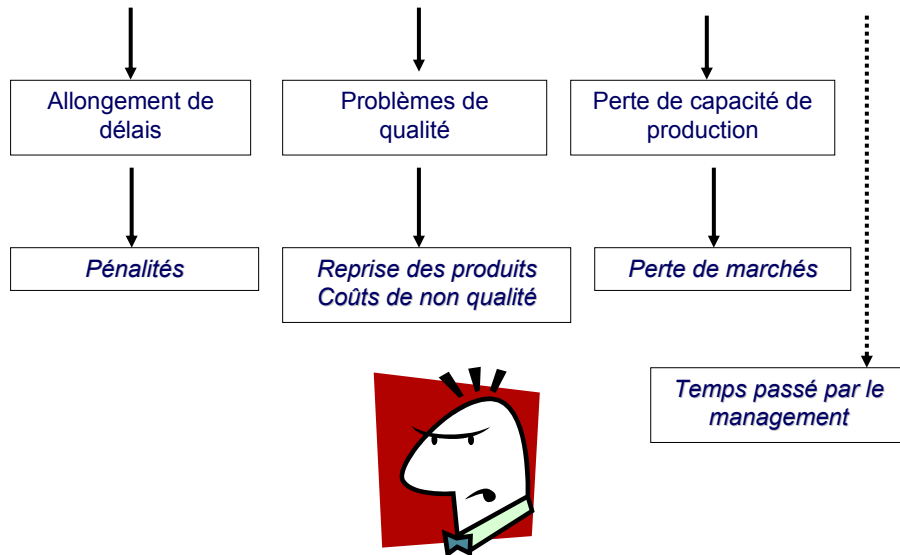 Allongement de
délais
Problèmes de
qualité
Perte de capacité de
production
Pénalités
Reprise des produits
Coûts de non qualité
Perte de marchés
Temps passé par le
management